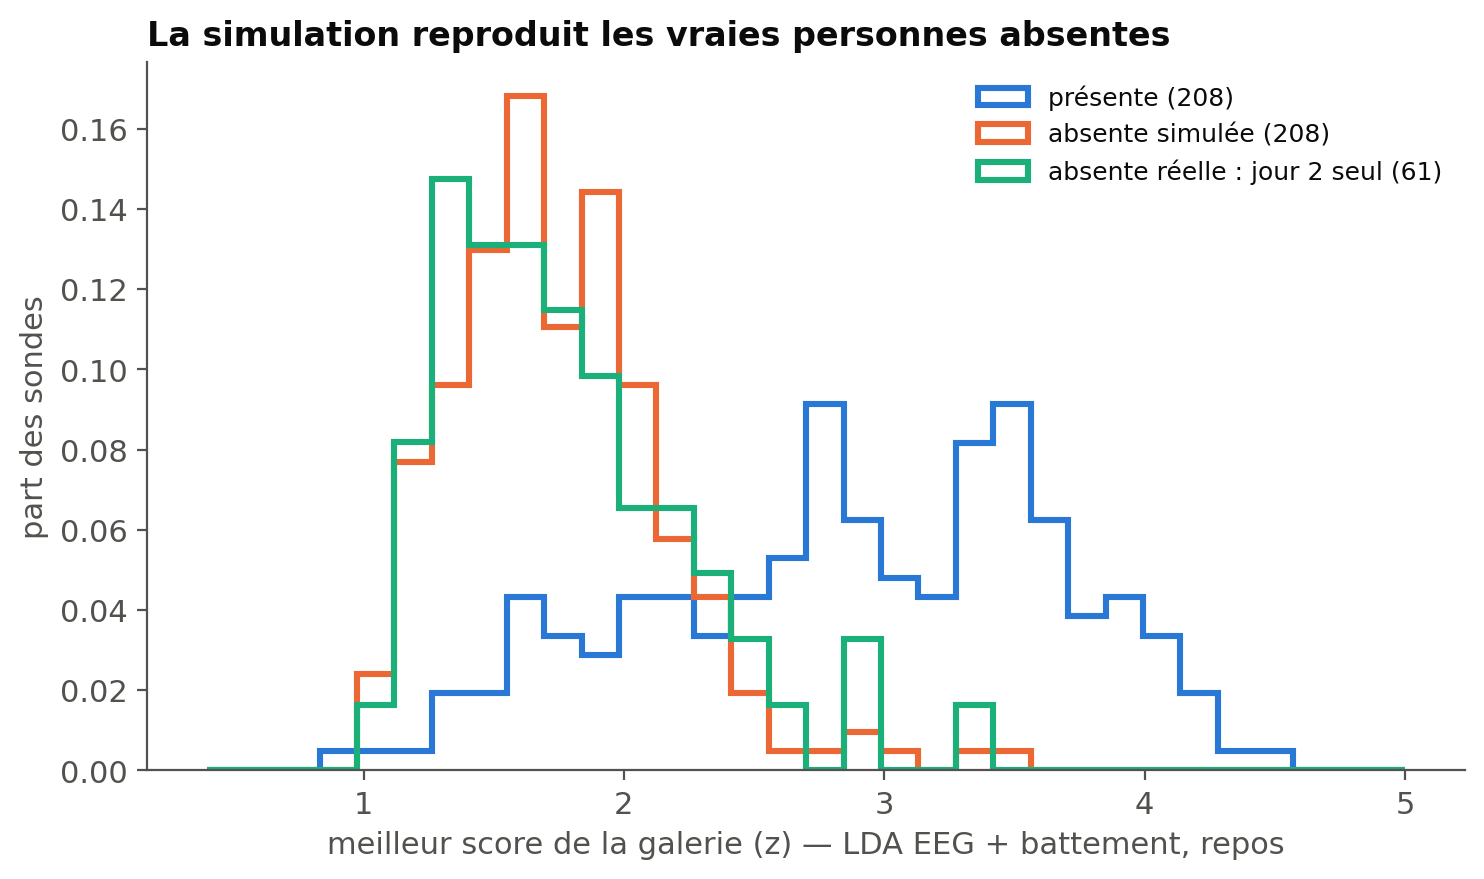 La simulation reproduit les vraies personnes absentes
présente (208)
absente simulée (208)
absente réelle : jour 2 seul (61)
part des sondes
0.16
0.14
0.12
0.10
0.08
0.06
0.04
0.02
0.00
1 2 3 4 5
meilleur score de la galerie (z) — LDA EEG + battement, repos